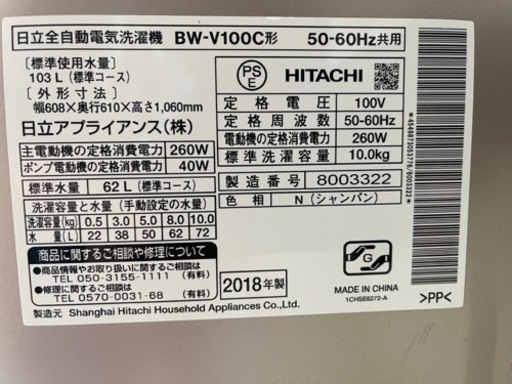 日立全自動電気洗濯機 BW-V100C形 50-60Hz共用
〔標準使用水量〕
103 L (標準コース)
〔外形寸法〕
幅608×奥行610×高さ1,060mm
日立アプライアンス(株)
主電動機の定格消費電力 260W
ポンプ電動機の定格消費電力 40W
標準水量 62 L (標準コース)
洗濯容量と水量 (手動設定の水量)
洗濯容量(kg) 0.5 3.0 5.0 8.0 10.0
水量(L) 22 38 50 62 72
PS
E
HITACHI
定格電圧 100V
定格周波数 50-60Hz
電動機の定格消費電力 260W
標準洗濯容量 10.0kg
製造番号 8003322
色柄 N (シャンパン)
商品に関するご相談や修理について
●商品情報やお取り扱いに関するご相談は
TEL 050-3155-1111 (有料)
●修理に関するご相談は
TEL 0570-0031-68 (有料)
2018年製
G
MADE IN CHINA
1CHSE6272-A
>PP<
製造元 Shanghai Hitachi Household Appliances Co.,Ltd.